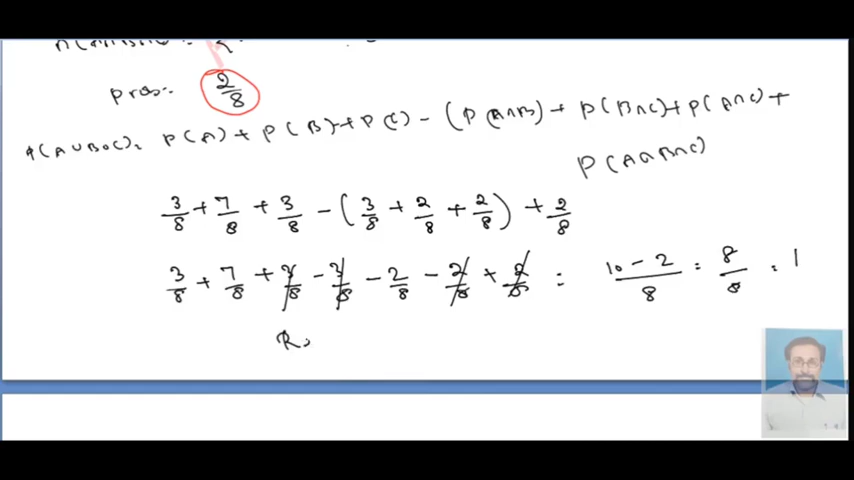 prob:- 2/8
P(A∪B∪C)= P(A) + P(B) + P(C) - (P(A∩B) + P(B∩C) + P(A∩C) +
P(A∩B∩C)
3/8 + 7/8 + 3/8 - (3/8 + 2/8 + 2/8) + 2/8
3/8 + 7/8 + 3/8 - 3/8 - 2/8 - 2/8 + 2/8 = 10 - 2/8 = 8/8 = 1
R